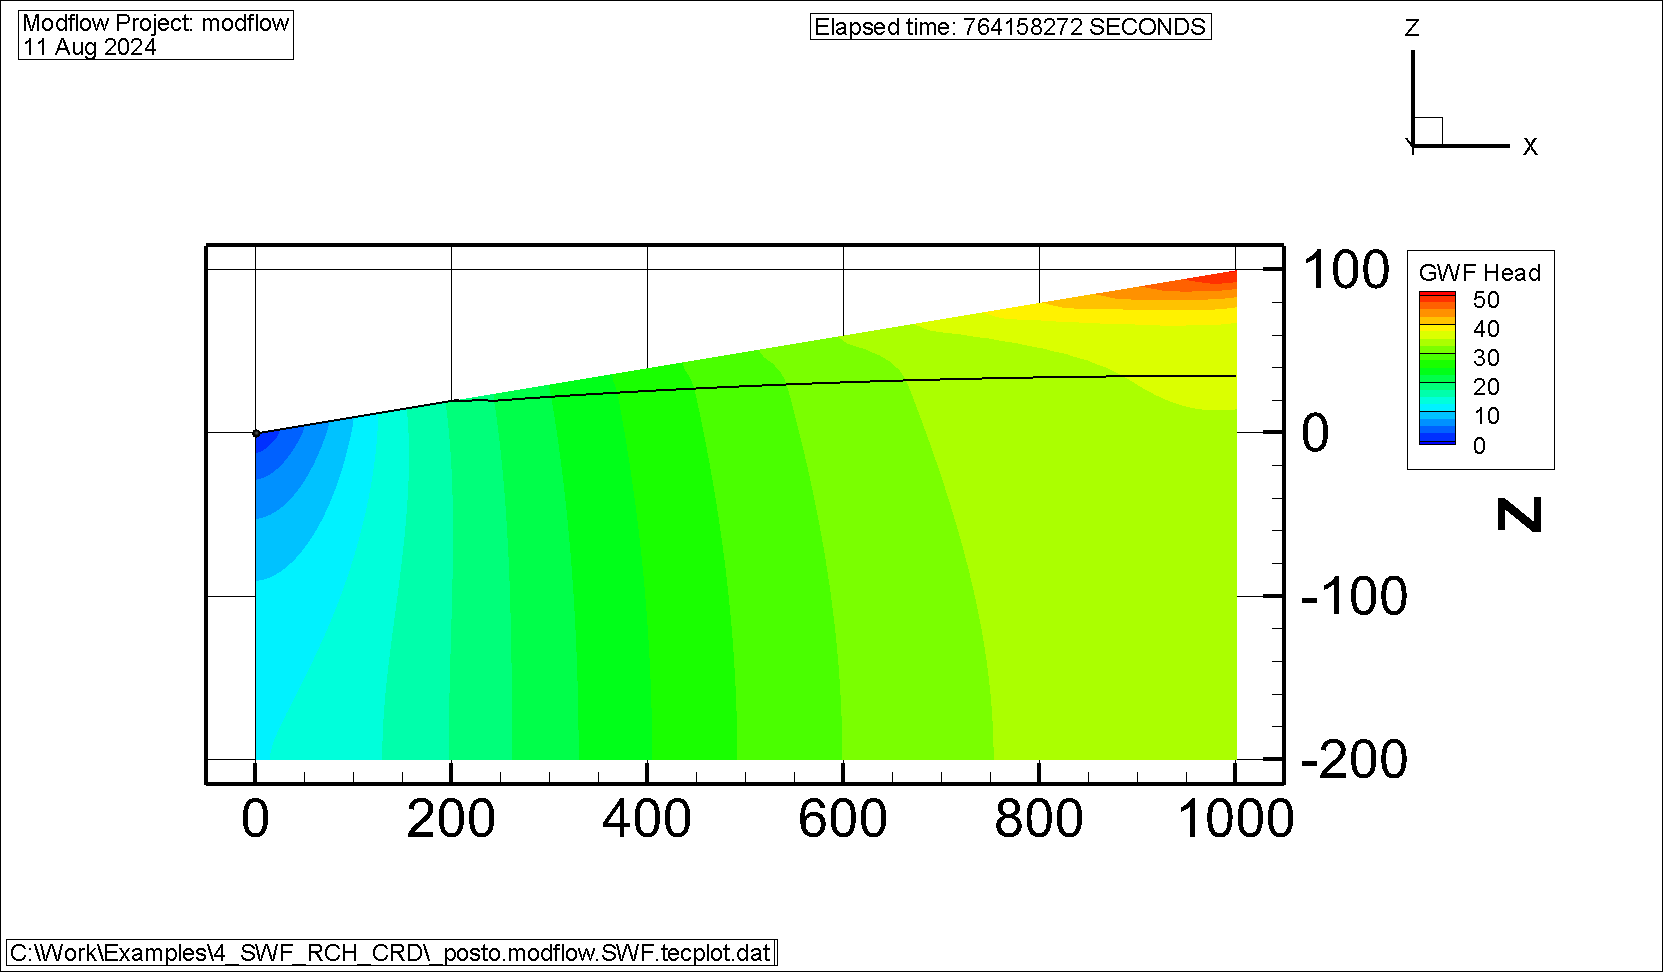 Modflow Project: modflow
11 Aug 2024
Elapsed time: 764158272 SECONDS
Z
Y
X
100
0
-100
-200
Z
GWF Head
50
40
30
20
10
0
0 200 400 600 800 1000
C:\Work\Examples\4_SWF_RCH_CRD\_posto.modflow.SWF.tecplot.dat